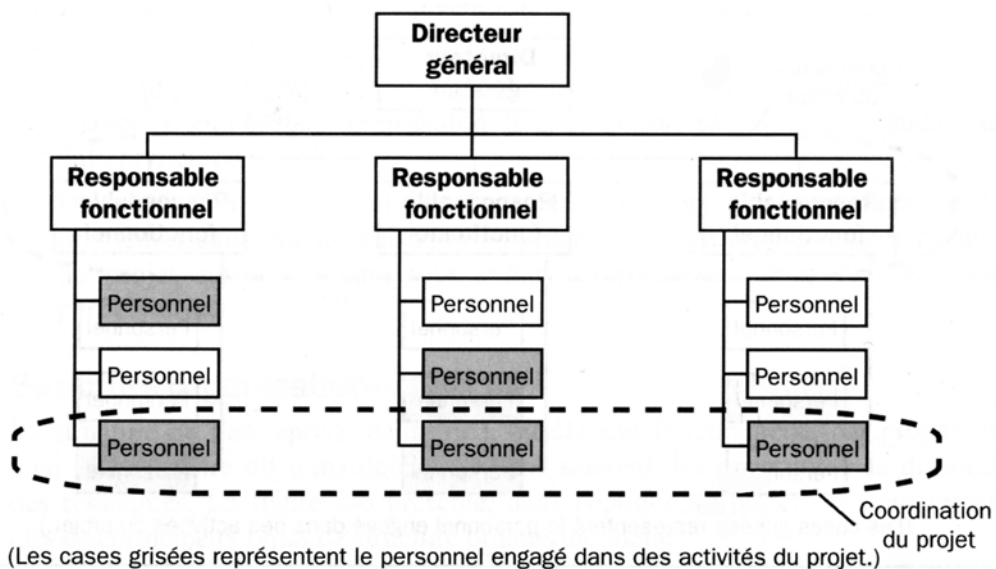 Directeur
général
Responsable
fonctionnel
Responsable
fonctionnel
Responsable
fonctionnel
Personnel
Personnel
Personnel
Personnel
Personnel
Personnel
Personnel
Personnel
Personnel
Coordination
du projet
(Les cases grisées représentent le personnel engagé dans des activités du projet.)